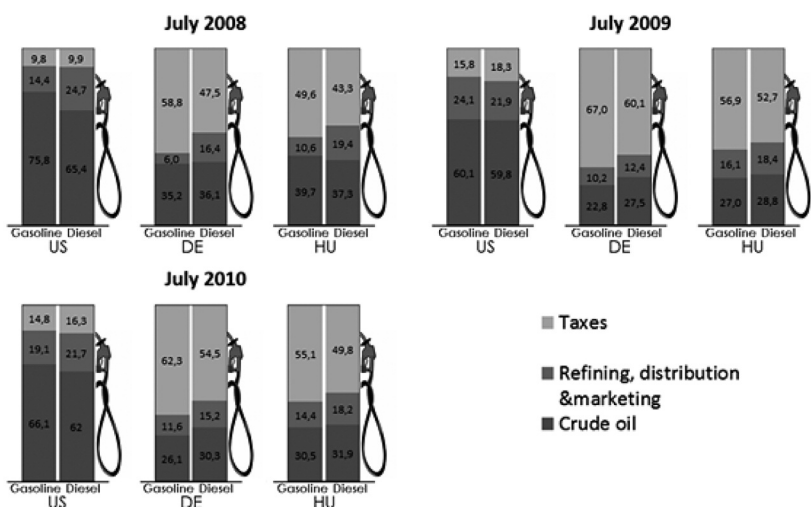 July 2008
9,8 9,9
14,4 24,7
75,8 65,4
Gasoline Diesel
US
58,8 47,5
6,0 16,4
35,2 36,1
Gasoline Diesel
DE
49,6 43,3
10,6 19,4
39,7 37,3
Gasoline Diesel
HU
July 2009
15,8 18,3
24,1 21,9
60,1 59,8
Gasoline Diesel
US
67,0 60,1
10,2 12,4
22,8 27,5
Gasoline Diesel
DE
56,9 52,7
16,1 18,4
27,0 28,8
Gasoline Diesel
HU
July 2010
14,8 16,3
19,1 21,7
66,1 62
Gasoline Diesel
US
62,3 54,5
11,6 15,2
26,1 30,3
Gasoline Diesel
DE
55,1 49,8
14,4 18,2
30,5 31,9
Gasoline Diesel
HU
Taxes
Refining, distribution
&marketing
Crude oil